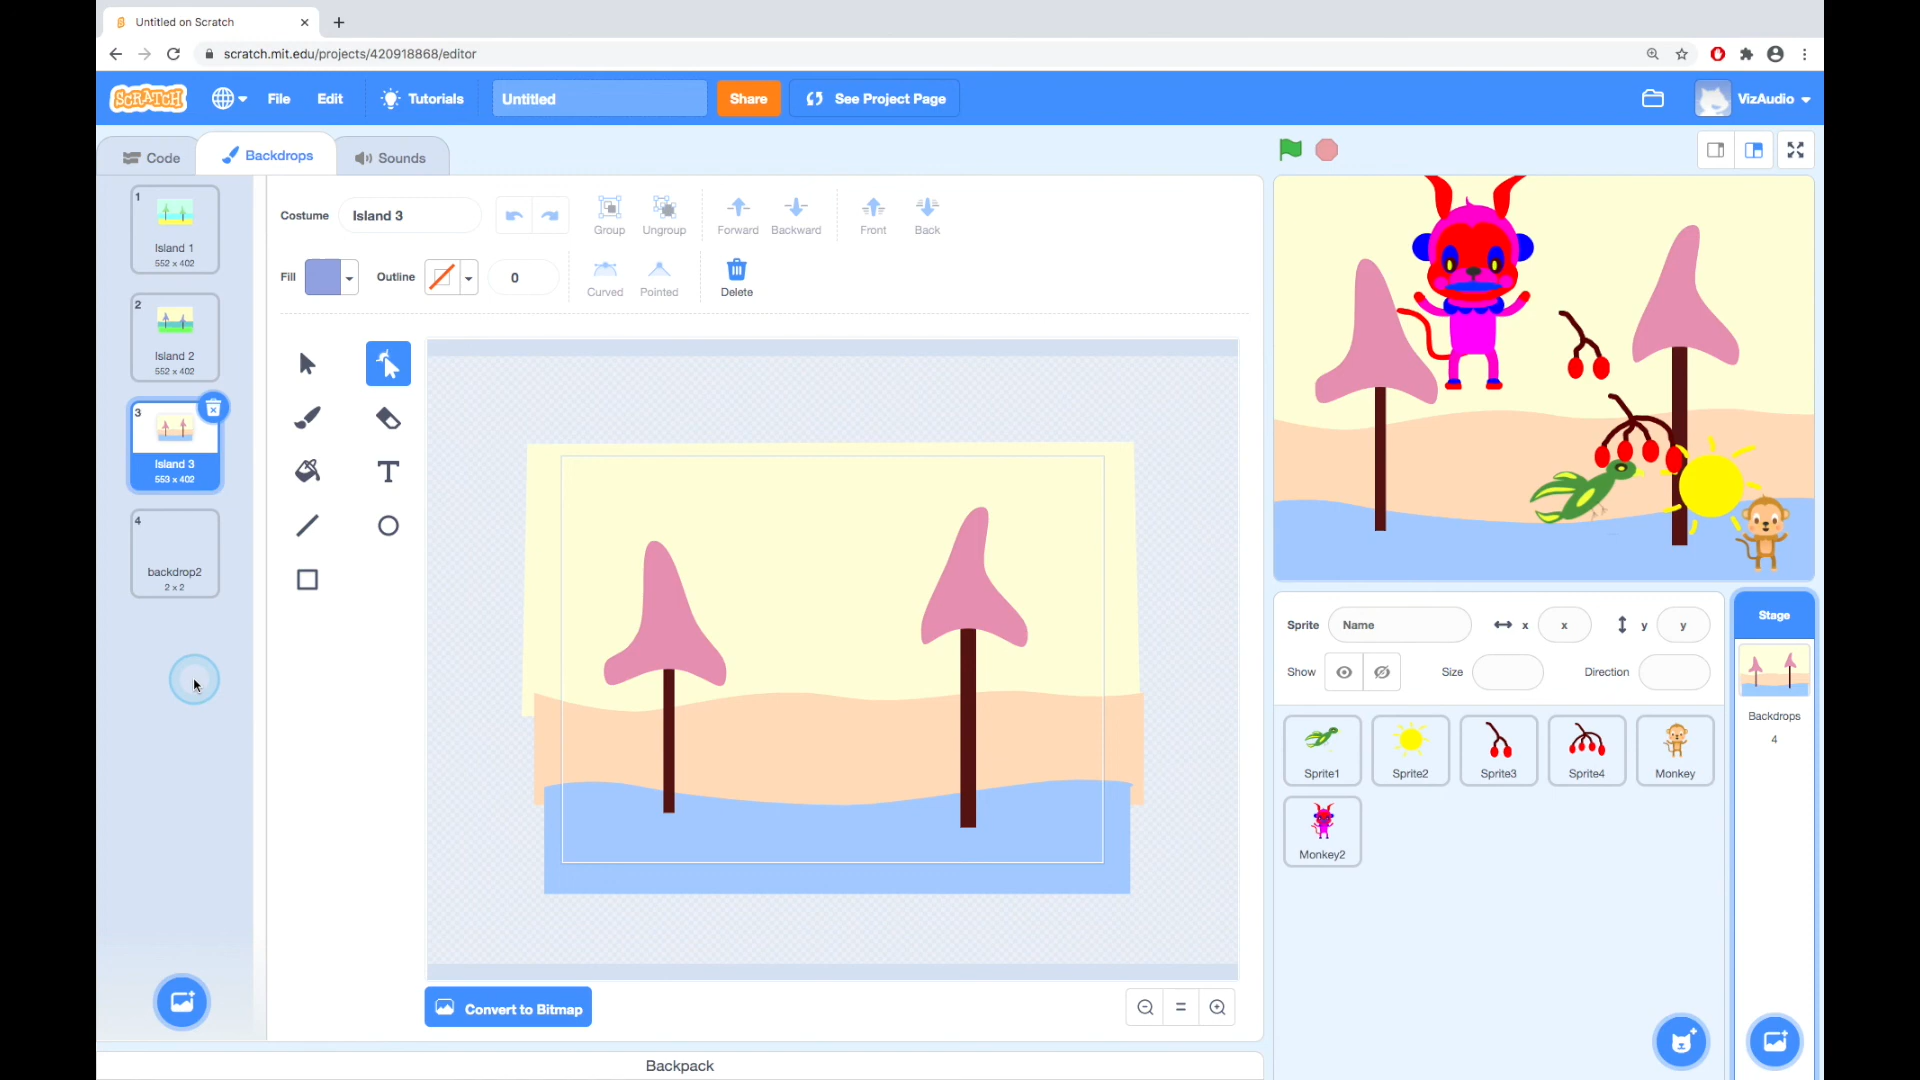 Untitled on Scratch
scratch.mit.edu/projects/420918868/editor
SCRATCH
File
Edit
Tutorials
Untitled
Share
See Project Page
VizAudio
Code
Backdrops
Sounds
1
Island 1
552 x 402
2
Island 2
552 x 402
3
Island 3
553 x 402
4
backdrop2
2 x 2
Costume
Island 3
Group
Ungroup
Forward
Backward
Front
Back
Fill
Outline
0
Curved
Pointed
Delete
T
Convert to Bitmap
Backpack
Sprite
Name
x
x
y
y
Show
Size
Direction
Sprite1
Sprite2
Sprite3
Sprite4
Monkey
Monkey2
Stage
Backdrops
4